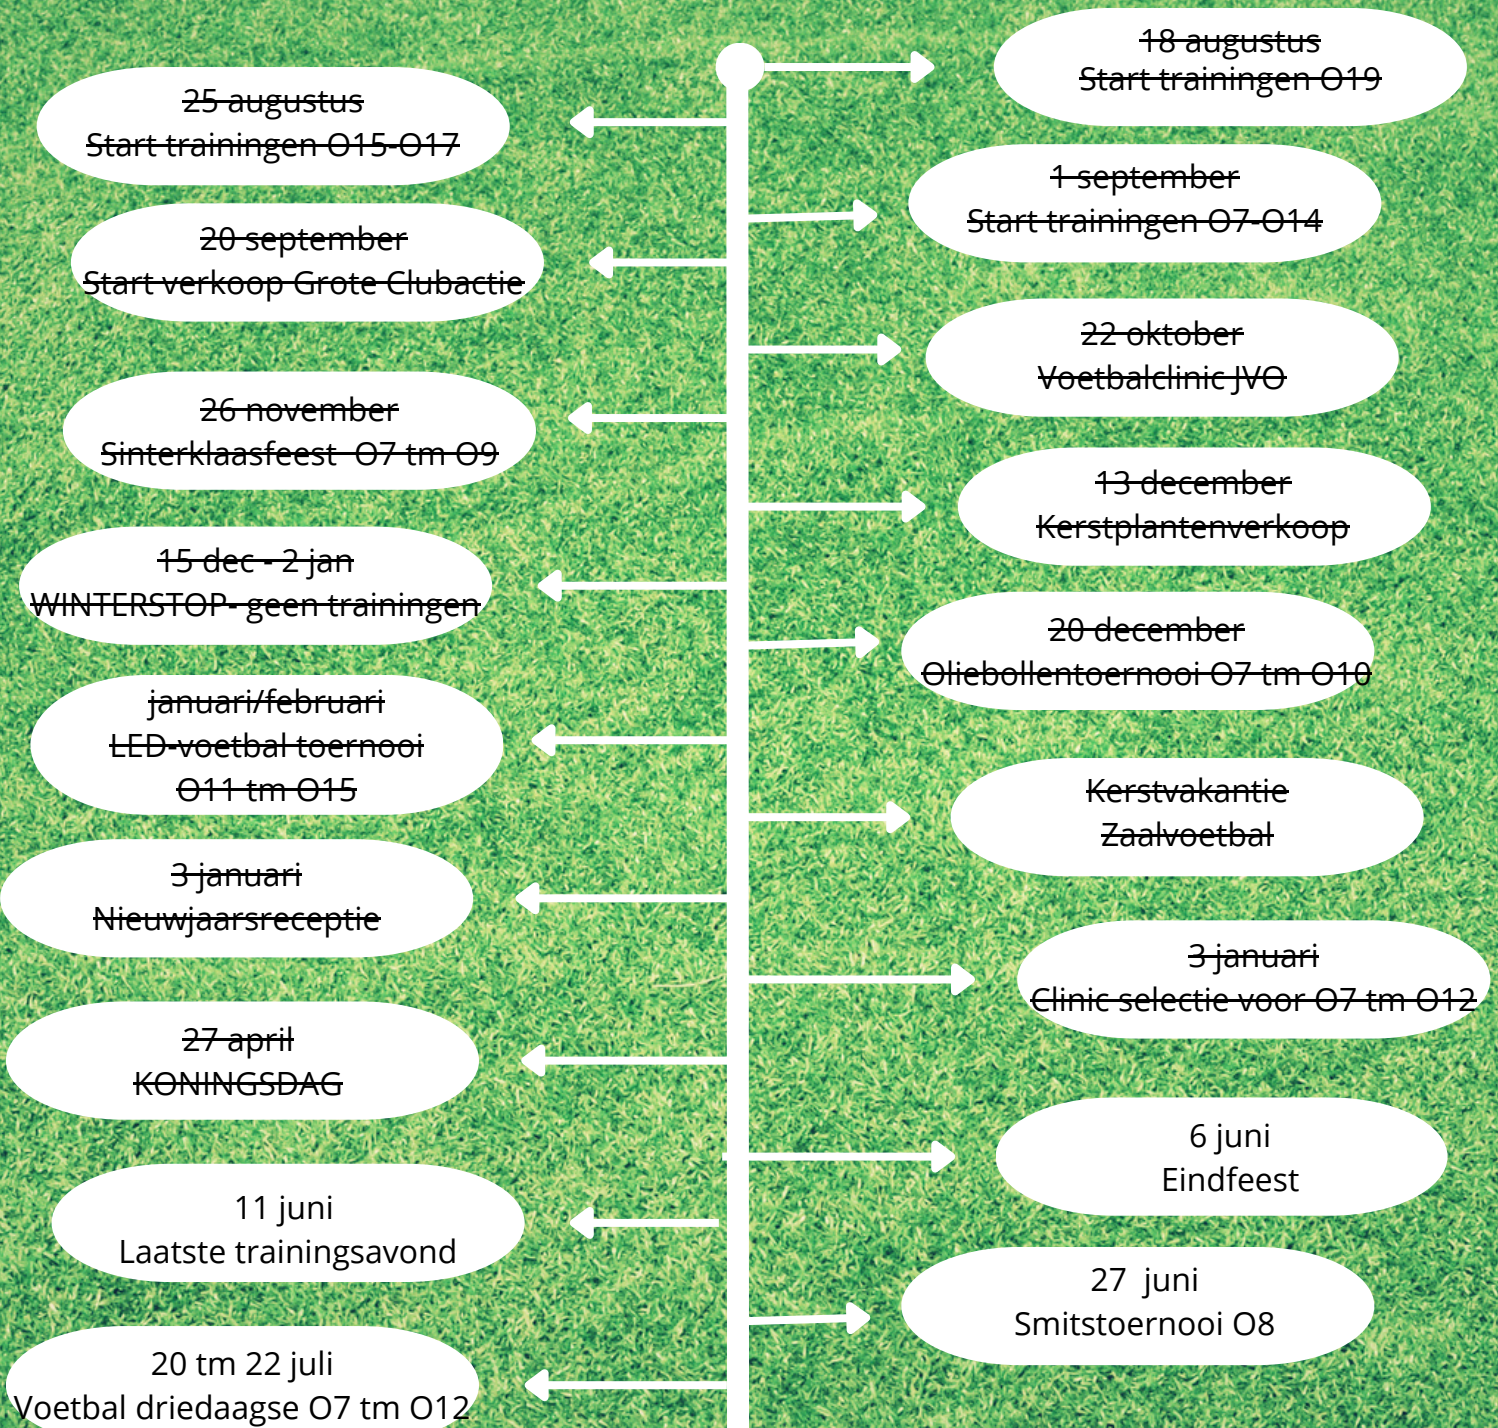 18 augustus
Start trainingen O19
25 augustus
Start trainingen O15-O17
1 september
Start trainingen O7-O14
20 september
Start verkoop Grote Clubactie
22 oktober
Voetbalclinic JVO
26 november
Sinterklaasfeest  O7 tm O9
13 december
Kerstplantenverkoop
15 dec - 2 jan
WINTERSTOP- geen trainingen
20 december
Oliebollentoernooi O7 tm O10
januari/februari
LED-voetbal toernooi
O11 tm O15
Kerstvakantie
Zaalvoetbal
3 januari
Nieuwjaarsreceptie
3 januari
Clinic selectie voor O7 tm O12
27 april
KONINGSDAG
6 juni
Eindfeest
11 juni
Laatste trainingsavond
27  juni
Smitstoernooi O8
20 tm 22 juli
Voetbal driedaagse O7 tm O12